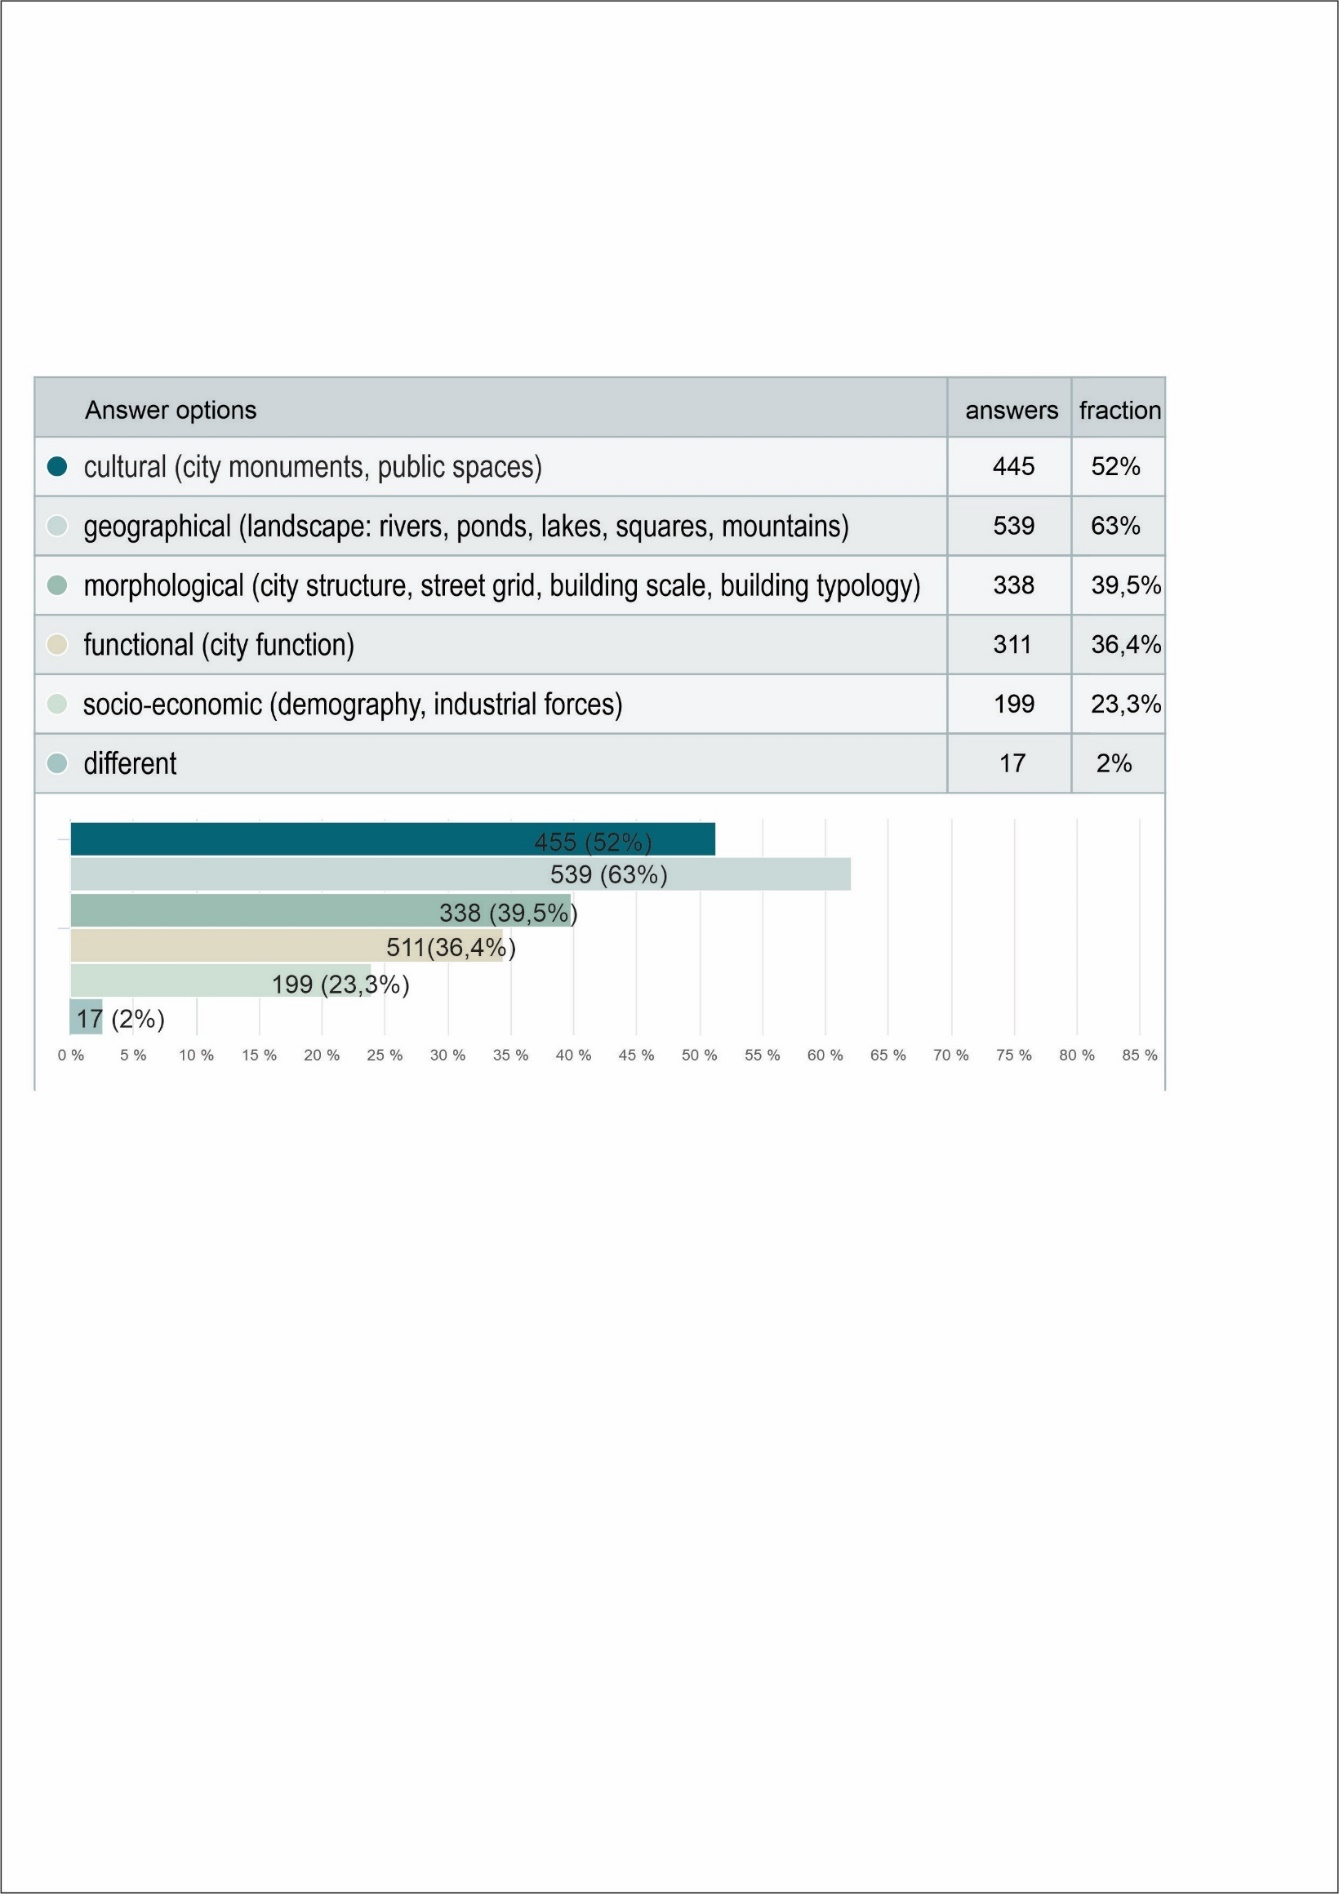 Answer options answers fraction
cultural (city monuments, public spaces) 445 52%
geographical (landscape: rivers, ponds, lakes, squares, mountains) 539 63%
morphological (city structure, street grid, building scale, building typology) 338 39,5%
functional (city function) 311 36,4%
socio-economic (demography, industrial forces) 199 23,3%
different 17 2%
455 (52%)
539 (63%)
338 (39,5%)
511(36,4%)
199 (23,3%)
17 (2%)
0 % 5 % 10 % 15 % 20 % 25 % 30 % 35 % 40 % 45 % 50 % 55 % 60 % 65 % 70 % 75 % 80 % 85 %